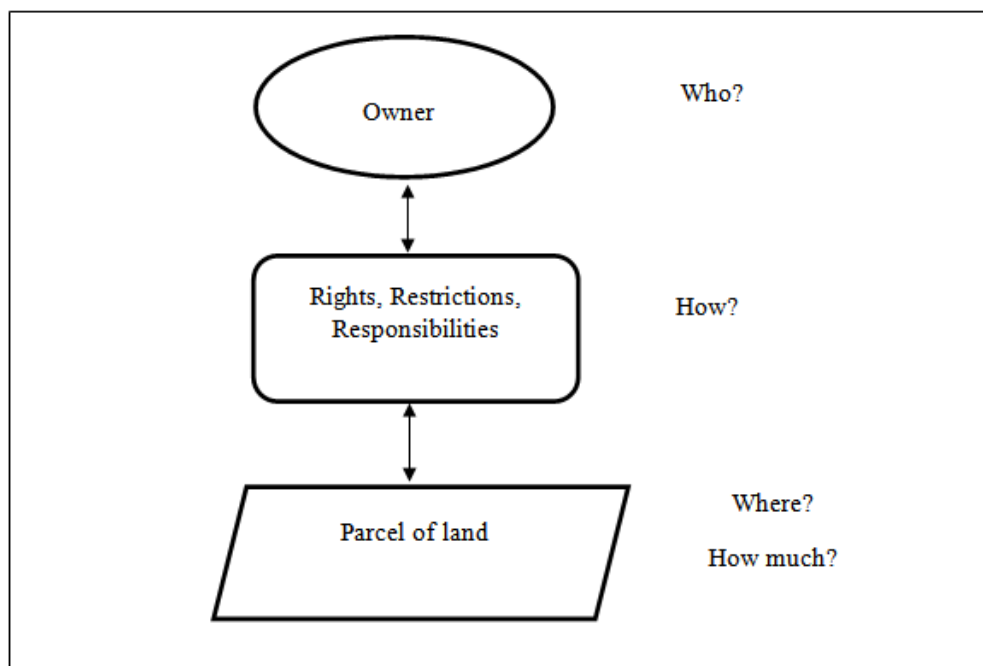 Owner
Who?
Rights, Restrictions,
Responsibilities
How?
Parcel of land
Where?
How much?